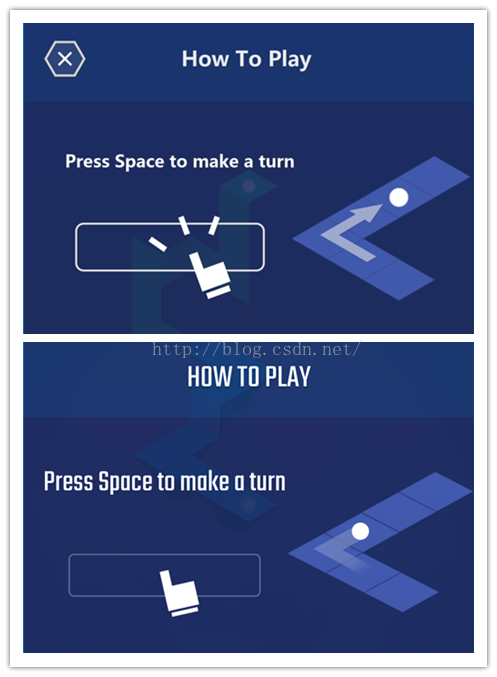 How To Play
Press Space to make a turn
http://blog.csdn.net/
HOW TO PLAY
Press Space to make a turn